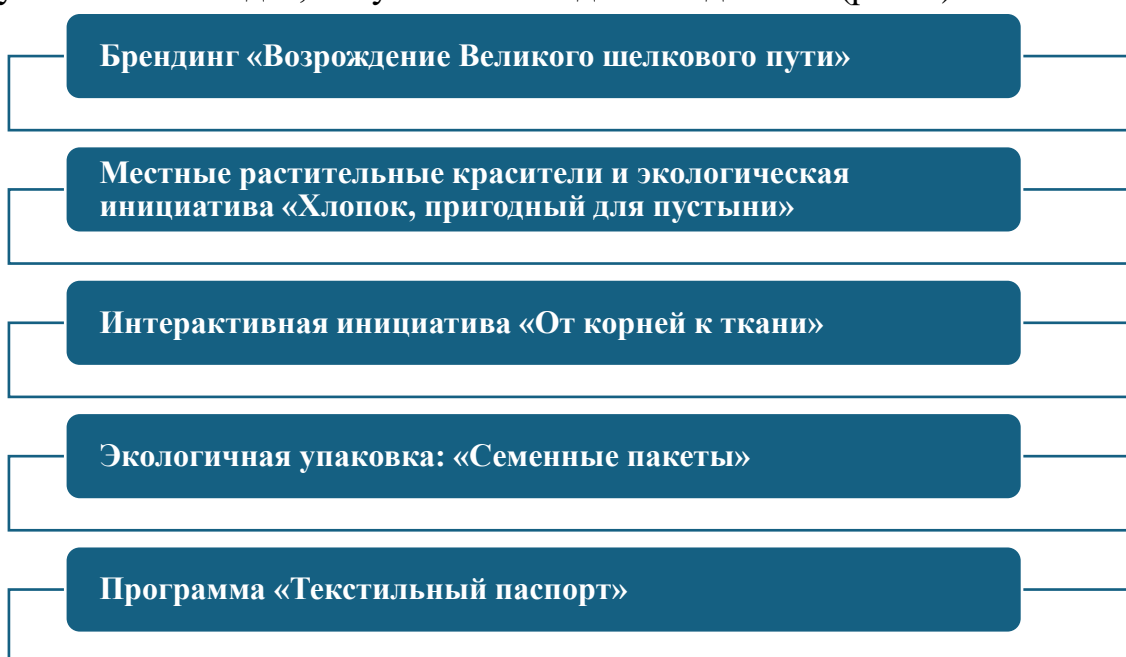 Брендинг «Возрождение Великого шелкового пути»
Местные растительные красители и экологическая
инициатива «Хлопок, пригодный для пустыни»
Интерактивная инициатива «От корней к ткани»
Экологичная упаковка: «Семенные пакеты»
Программа «Текстильный паспорт»